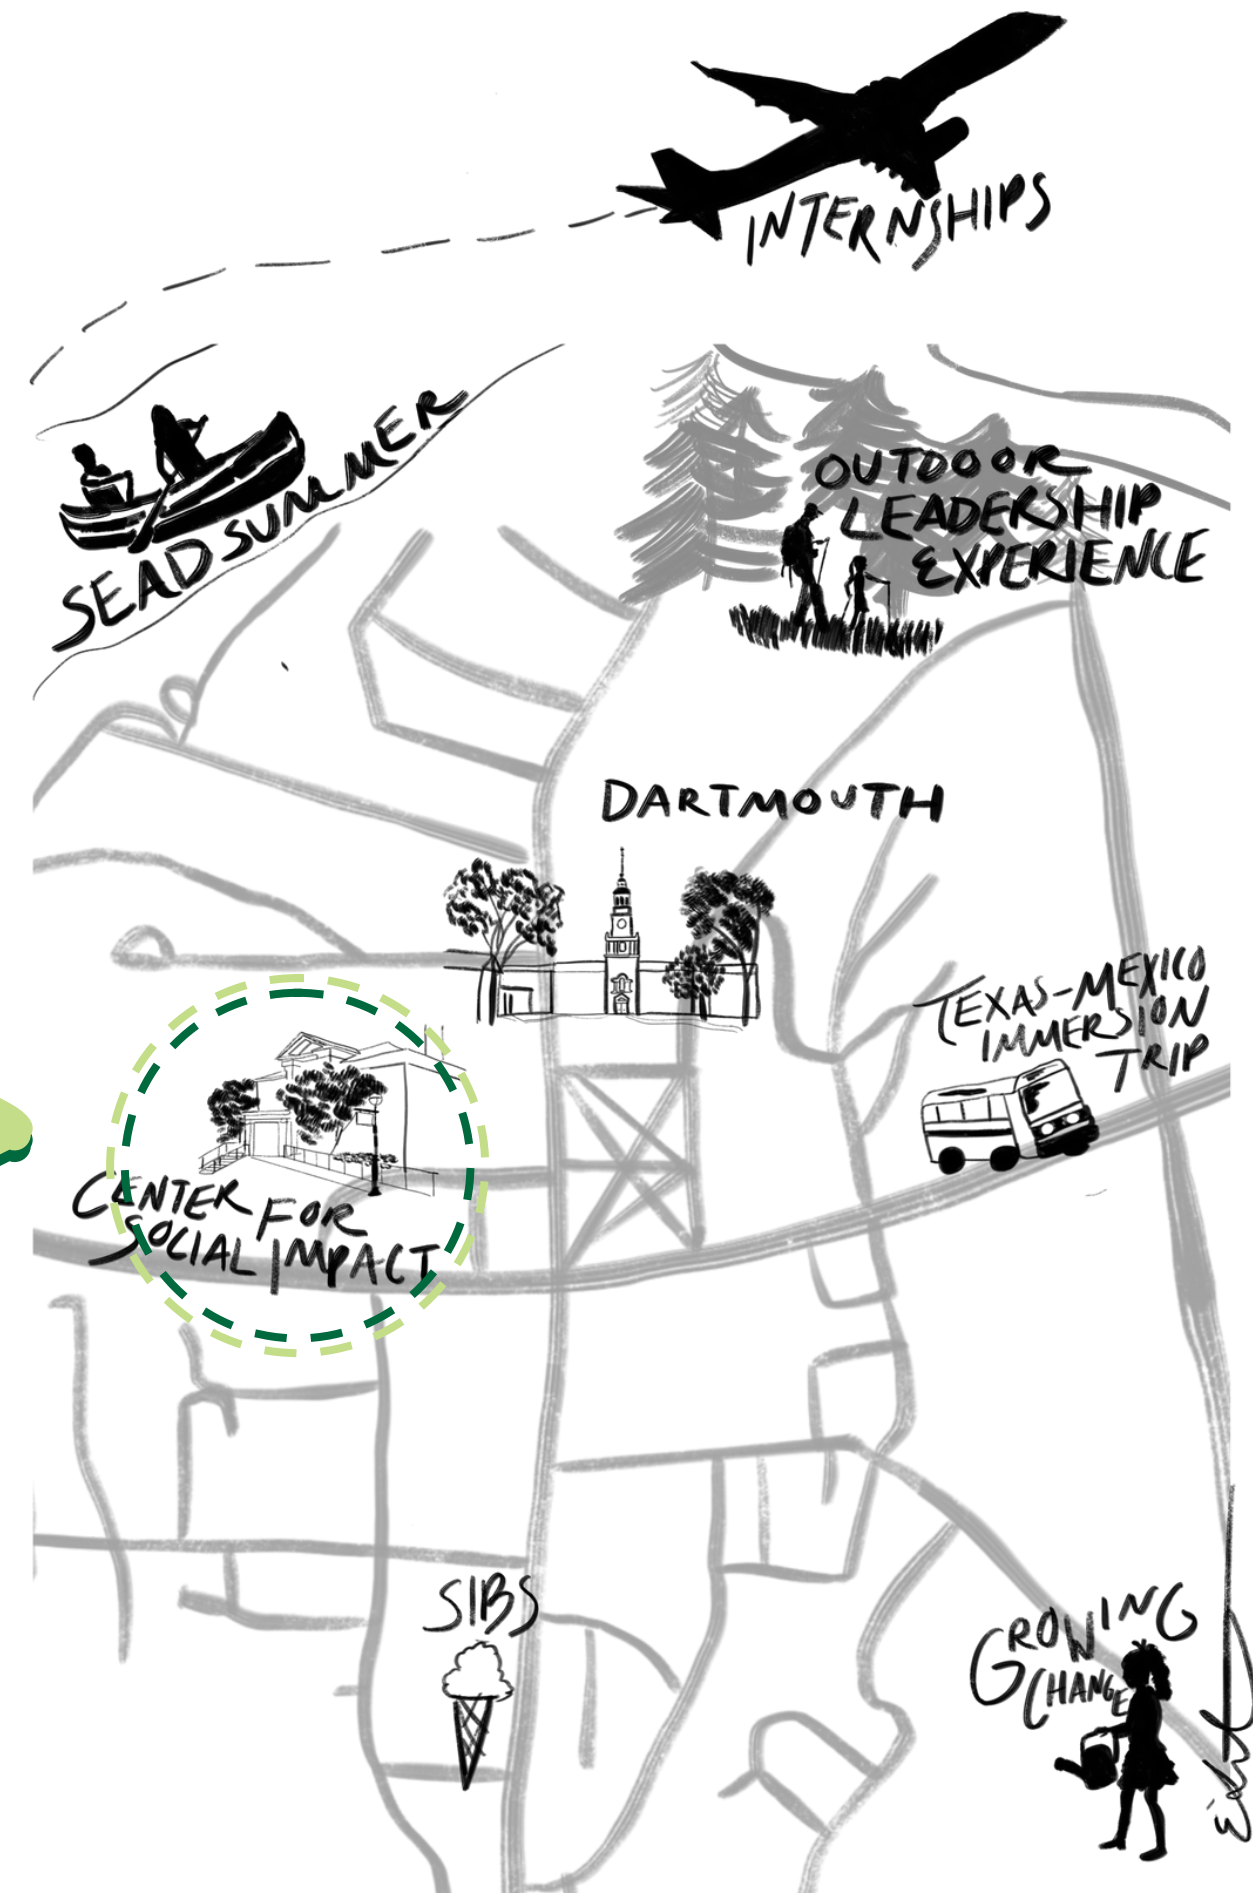 INTERNSHIPS
SEAD SUMMER
OUTDOOR
LEADERSHIP
EXPERIENCE
DARTMOUTH
TEXAS-MEXICO
IMMERSION
TRIP
CENTER FOR
SOCIAL IMPACT
SIBS
GROWING
CHANGE